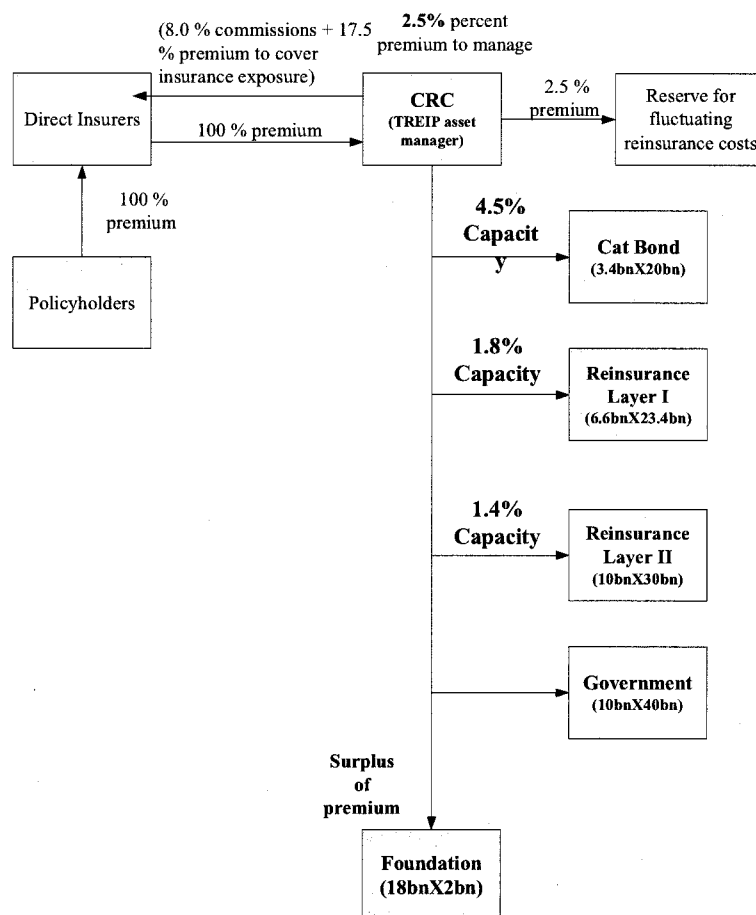 (8.0 % commissions + 17.5
% premium to cover
insurance exposure)
2.5% percent
premium to manage
Direct Insurers
100 % premium
CRC
(TREIP asset
manager)
2.5 %
premium
Reserve for
fluctuating
reinsurance costs
100 %
premium
Policyholders
4.5%
Capacit
y
Cat Bond
(3.4bnX20bn)
1.8%
Capacity
Reinsurance
Layer I
(6.6bnX23.4bn)
1.4%
Capacity
Reinsurance
Layer II
(10bnX30bn)
Government
(10bnX40bn)
Surplus
of
premium
Foundation
(18bnX2bn)